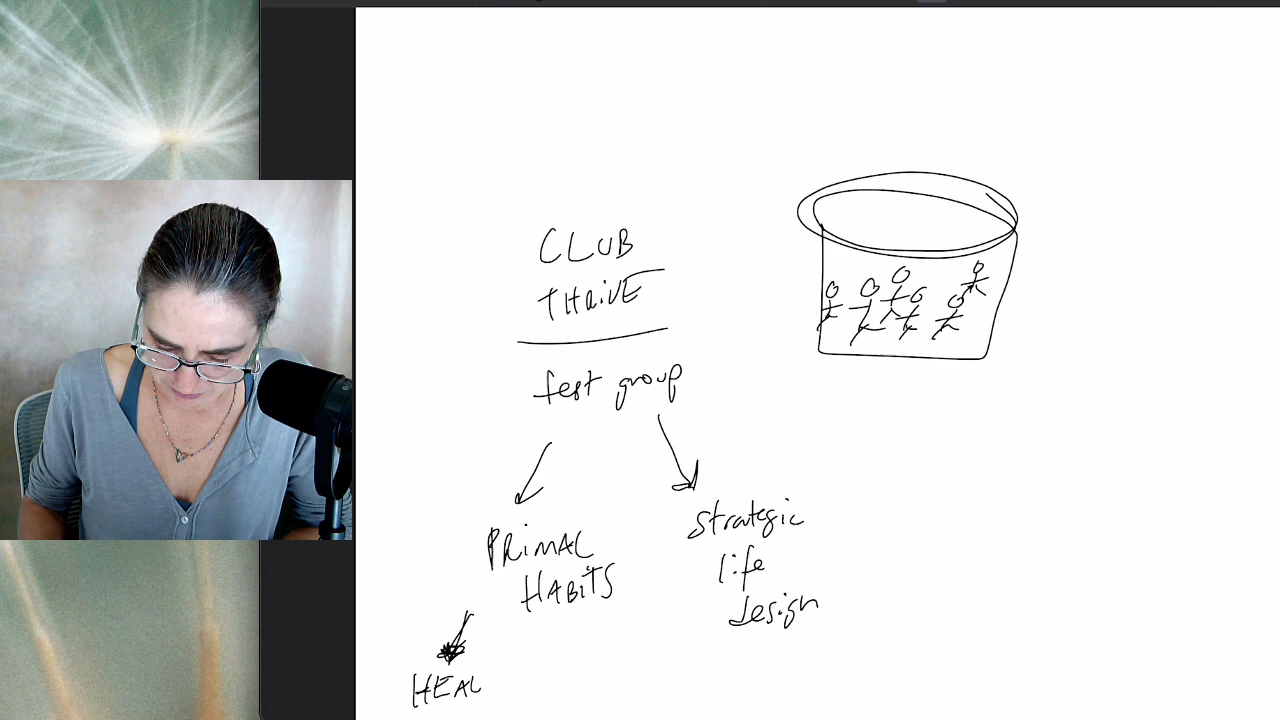 CLUB
THRIVE
test group
PRIMAL
HABITS
strategic
life
design
HEAL